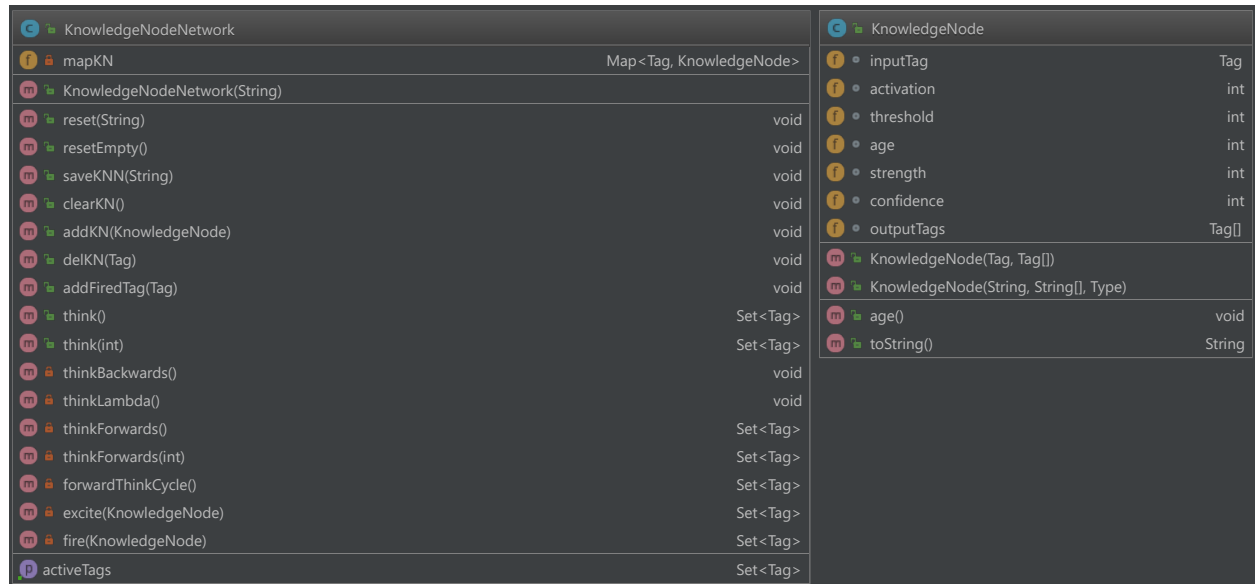 KnowledgeNodeNetwork
mapKN Map<Tag, KnowledgeNode>
KnowledgeNodeNetwork(String)
reset(String) void
resetEmpty() void
saveKNN(String) void
clearKN() void
addKN(KnowledgeNode) void
delKN(Tag) void
addFiredTag(Tag) void
think() Set<Tag>
think(int) Set<Tag>
thinkBackwards() void
thinkLambda() void
thinkForwards() Set<Tag>
thinkForwards(int) Set<Tag>
forwardThinkCycle() Set<Tag>
excite(KnowledgeNode) Set<Tag>
fire(KnowledgeNode) Set<Tag>
activeTags Set<Tag>
KnowledgeNode
inputTag Tag
activation int
threshold int
age int
strength int
confidence int
outputTags Tag[]
KnowledgeNode(Tag, Tag[])
KnowledgeNode(String, String[], Type)
age() void
toString() String